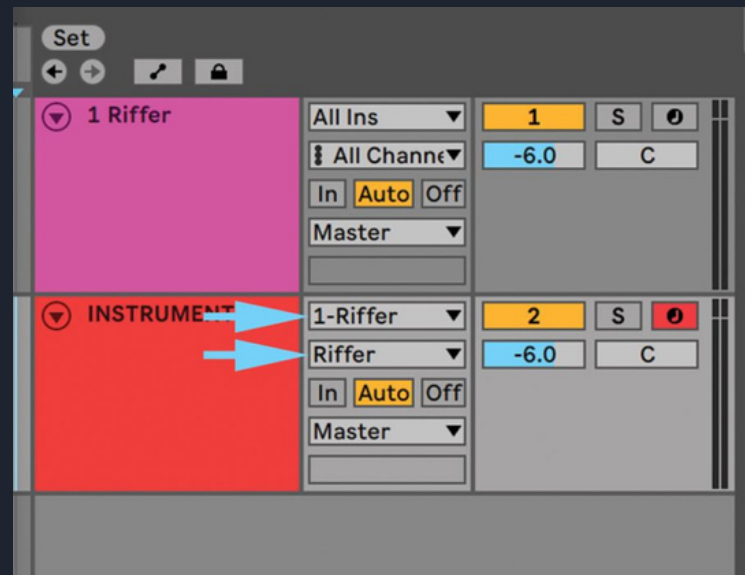 Set
1 Riffer
All Ins
1
S
All Channe
-6.0
C
In Auto Off
Master
INSTRUMENT
1-Riffer
2
S
Riffer
-6.0
C
In Auto Off
Master